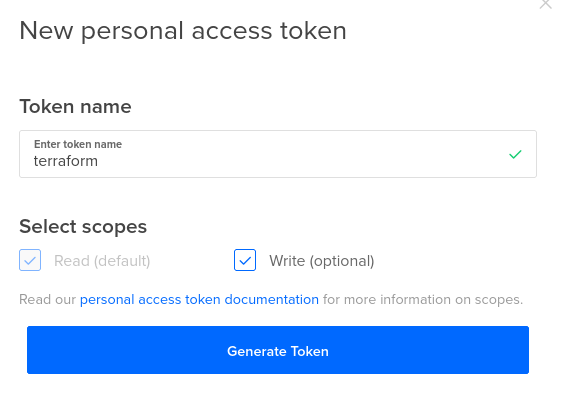 New personal access token
Token name
Enter token name
terraform
Select scopes
Read (default) Write (optional)
Read our personal access token documentation for more information on scopes.
Generate Token